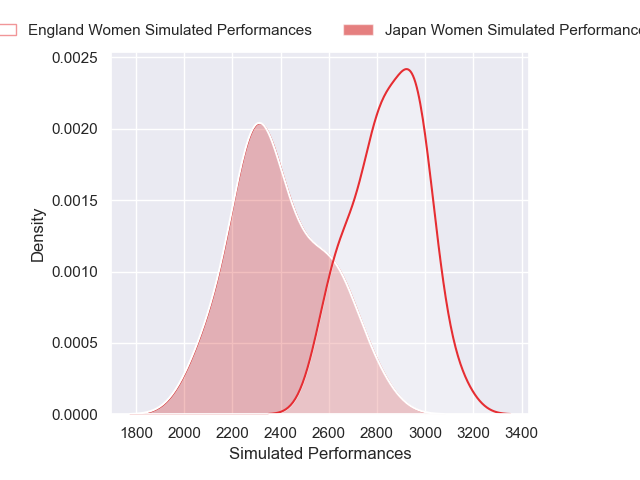 England Women Simulated Performances
Japan Women Simulated Performance
0.0025
0.0020
0.0015
0.0010
0.0005
0.0000
Density
1800 2000 2200 2400 2600 2800 3000 3200 3400
Simulated Performances